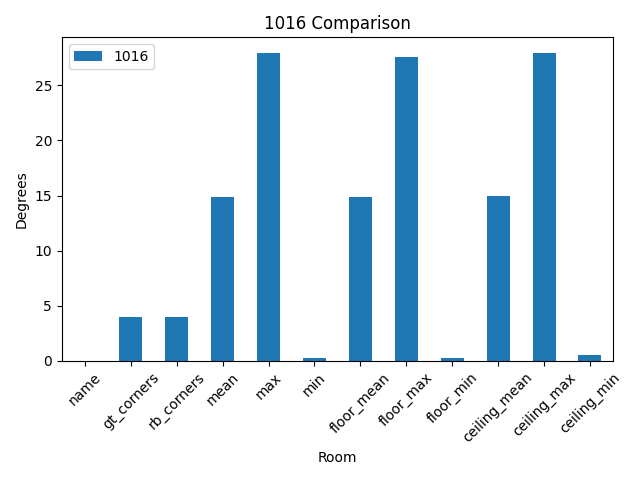 1016 Comparison
1016
Degrees
25
20
15
10
5
0
name
gt_corners
rb_corners
mean
max
min
floor_mean
floor_max
floor_min
ceiling_mean
ceiling_max
ceiling_min
Room